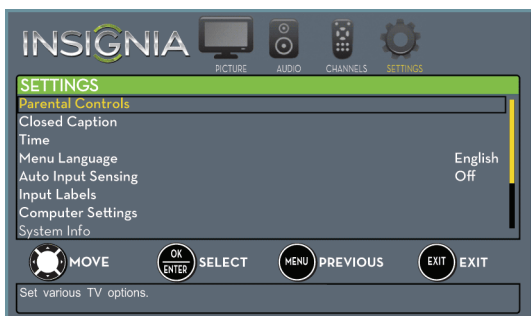 INSIGNIA
PICTURE AUDIO CHANNELS SETTINGS
SETTINGS
Parental Controls
Closed Caption
Time
Menu Language English
Auto Input Sensing Off
Input Labels
Computer Settings
System Info
MOVE OK ENTER SELECT MENU PREVIOUS EXIT EXIT
Set various TV options.